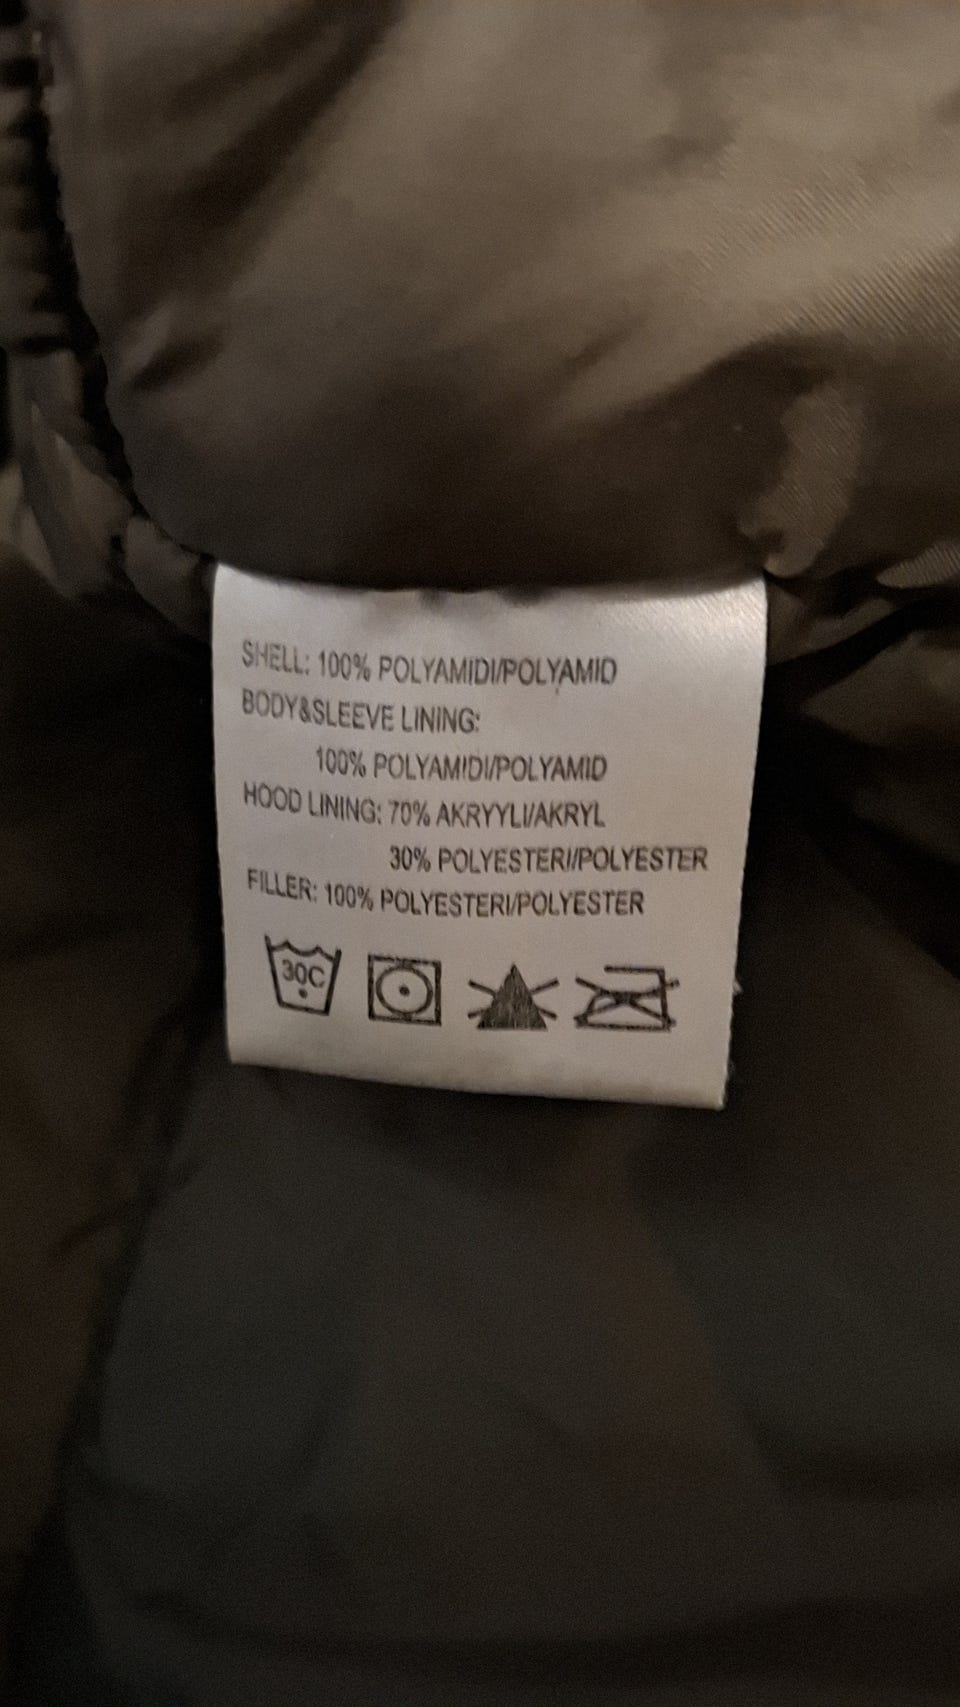 SHELL: 100% POLYAMIDI/POLYAMID
BODY&SLEEVE LINING:
100% POLYAMIDI/POLYAMID
HOOD LINING: 70% AKRYYLI/AKRYL
30% POLYESTERI/POLYESTER
FILLER: 100% POLYESTERI/POLYESTER
30C